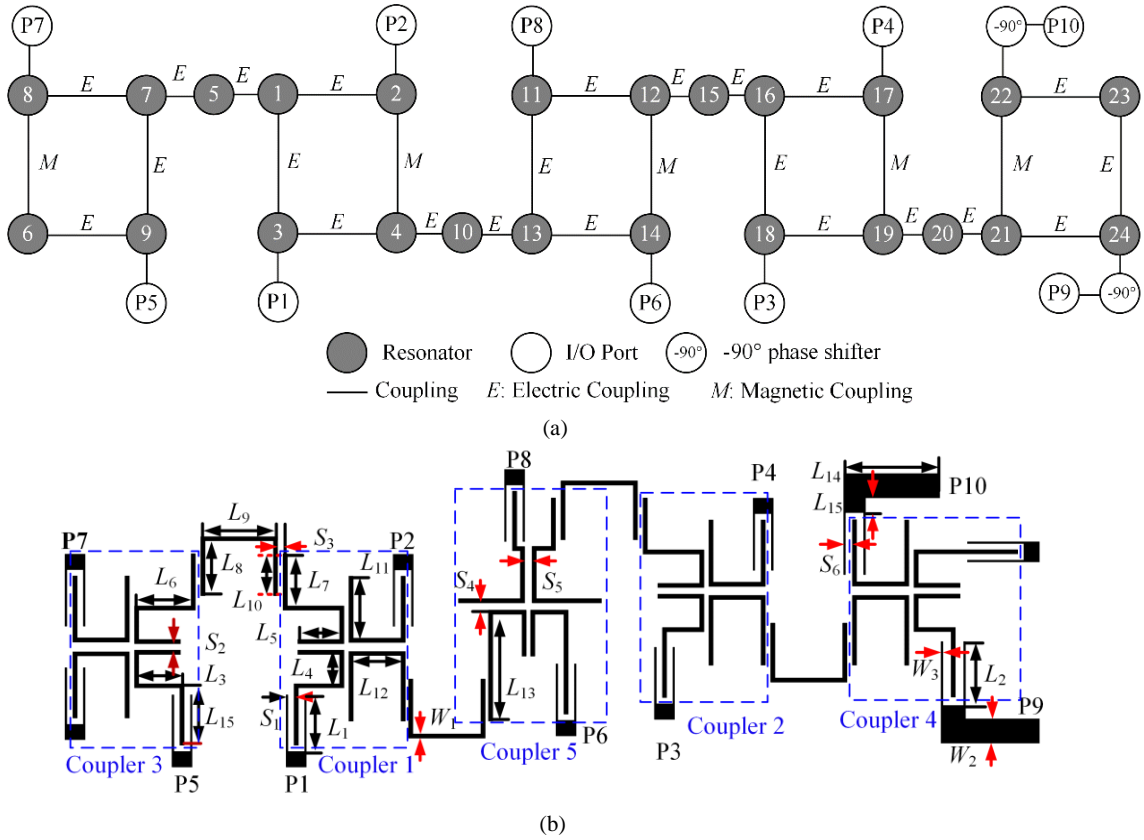 P7 P2 P8 P4 -90° P10
8 E 7 E 5 E 1 E 2 11 E 12 E 15 E 16 E 17 22 E 23
M E E M E M E M M E
6 E 9 3 E 4 E 10 E 13 E 14 18 E 19 E 20 E 21 E 24
P5 P1 P6 P3 P9 -90°
Resonator I/O Port -90° -90° phase shifter
Coupling E: Electric Coupling M: Magnetic Coupling
(a)
P8 P4 L14 P10
L15
P7 L9 S3 P2
L8 L7 L11 S4 S5 S6
L6 L10
L5
S2 L4
L3 L12 L13 W3 L2
L15 S1 L1 W1 P9
Coupler 3 Coupler 1 Coupler 5 P6 Coupler 2 Coupler 4
P5 P1 P3 W2
(b)